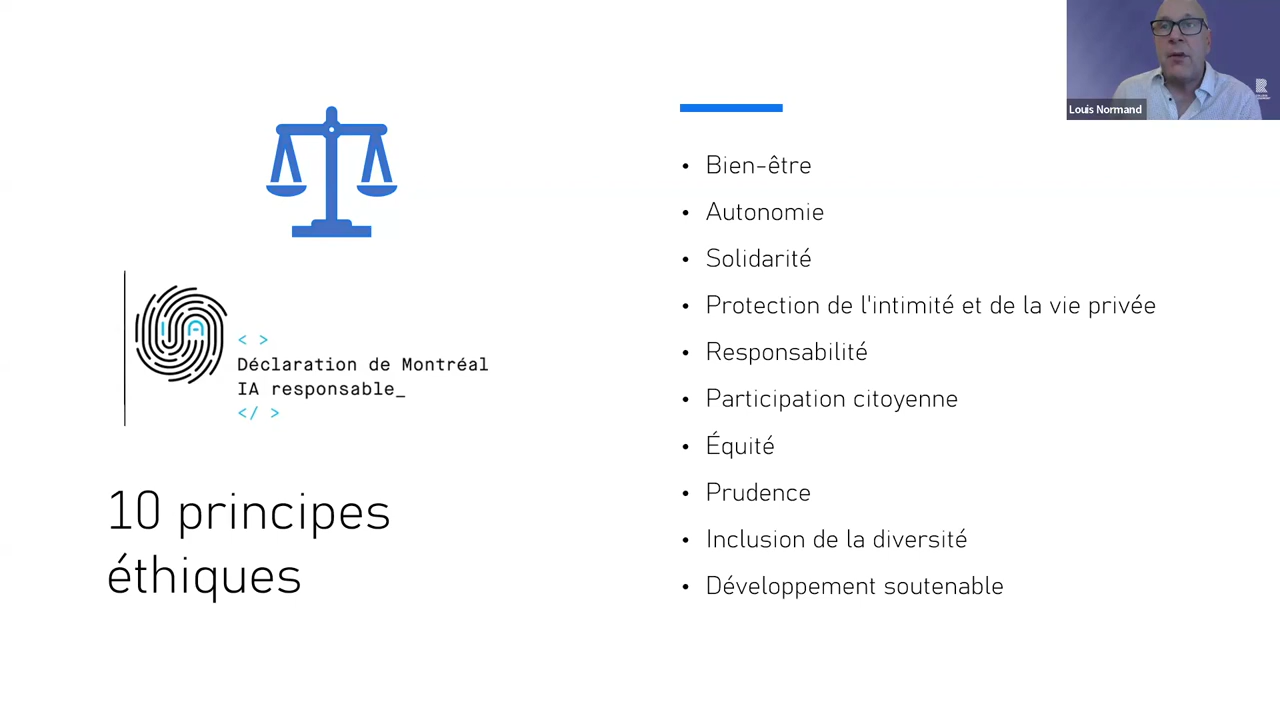 Louis Normand
IA
< >
Déclaration de Montréal
IA responsable_
</ >
10 principes
éthiques
• Bien-être
• Autonomie
• Solidarité
• Protection de l'intimité et de la vie privée
• Responsabilité
• Participation citoyenne
• Équité
• Prudence
• Inclusion de la diversité
• Développement soutenable